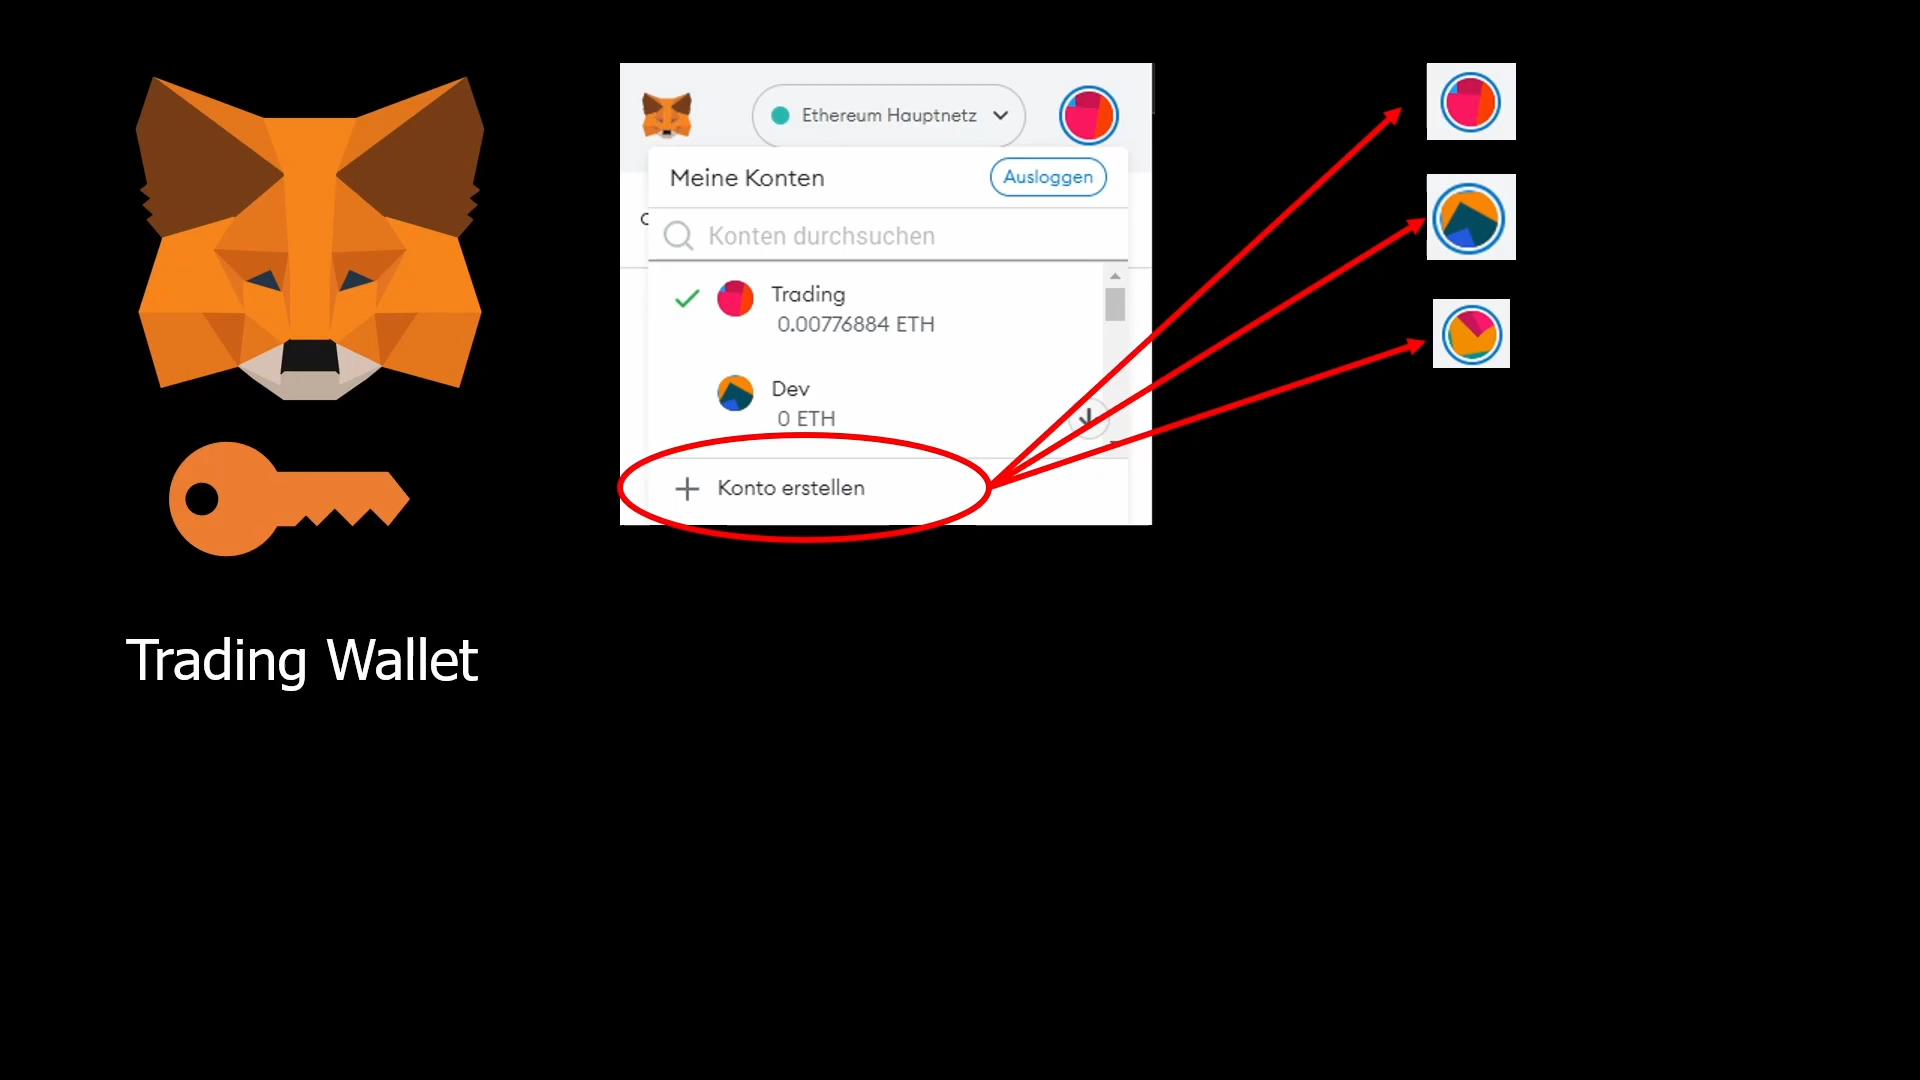 Ethereum Hauptnetz
Meine Konten
Ausloggen
Konten durchsuchen
Trading
0.00776884 ETH
Dev
0 ETH
Konto erstellen
Trading Wallet